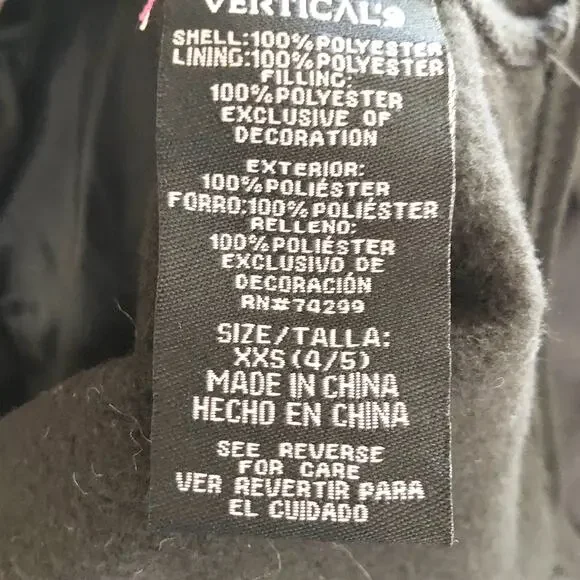 VERTICAL'9
SHELL:100%POLYESTER
LINING:100%POLYESTER
FILLING:
100%POLYESTER
EXCLUSIVE OF
DECORATION
EXTERIOR:
100%POLIÉSTER
FORRO:100%POLIÉSTER
RELLENO:
100%POLIÉSTER
EXCLUSIVO DE
DECORACIÓN
RN#74299
SIZE/TALLA:
XXS(4/5)
MADE IN CHINA
HECHO EN CHINA
SEE REVERSE
FOR CARE
VER REVERTIR PARA
EL CUIDADO